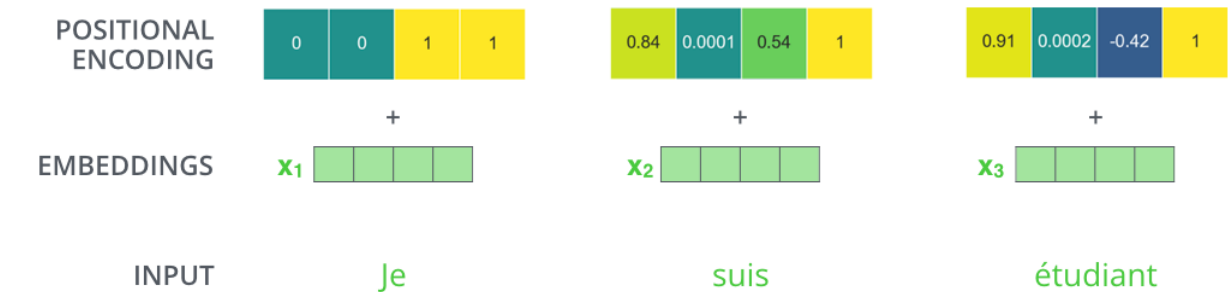 POSITIONAL
ENCODING
0 0 1 1
0.84 0.0001 0.54 1
0.91 0.0002 -0.42 1
+ + +
EMBEDDINGS
x1
x2
x3
INPUT
Je
suis
étudiant